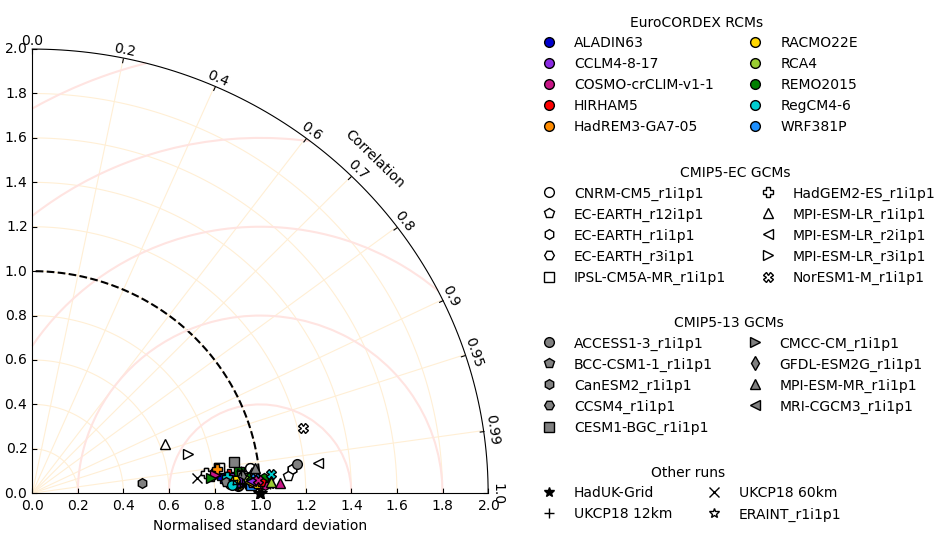 0.0
0.2
0.4
0.6
Correlation
0.7
0.8
0.9
0.95
0.99
1.0
2.0
1.8
1.6
1.4
1.2
1.0
0.8
0.6
0.4
0.2
0.0
0.0 0.2 0.4 0.6 0.8 1.0 1.2 1.4 1.6 1.8 2.0
Normalised standard deviation
EuroCORDEX RCMs
ALADIN63 RACMO22E
CCLM4-8-17 RCA4
COSMO-crCLIM-v1-1 REMO2015
HIRHAM5 RegCM4-6
HadREM3-GA7-05 WRF381P
CMIP5-EC GCMs
CNRM-CM5_r1i1p1 HadGEM2-ES_r1i1p1
EC-EARTH_r12i1p1 MPI-ESM-LR_r1i1p1
EC-EARTH_r1i1p1 MPI-ESM-LR_r2i1p1
EC-EARTH_r3i1p1 MPI-ESM-LR_r3i1p1
IPSL-CM5A-MR_r1i1p1 NorESM1-M_r1i1p1
CMIP5-13 GCMs
ACCESS1-3_r1i1p1 CMCC-CM_r1i1p1
BCC-CSM1-1_r1i1p1 GFDL-ESM2G_r1i1p1
CanESM2_r1i1p1 MPI-ESM-MR_r1i1p1
CCSM4_r1i1p1 MRI-CGCM3_r1i1p1
CESM1-BGC_r1i1p1
Other runs
HadUK-Grid UKCP18 60km
UKCP18 12km ERAINT_r1i1p1